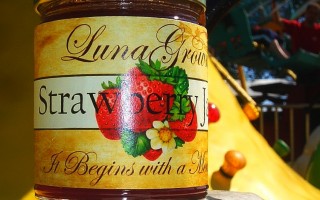 LunaGrow
Strawberry J
It Begins with a M